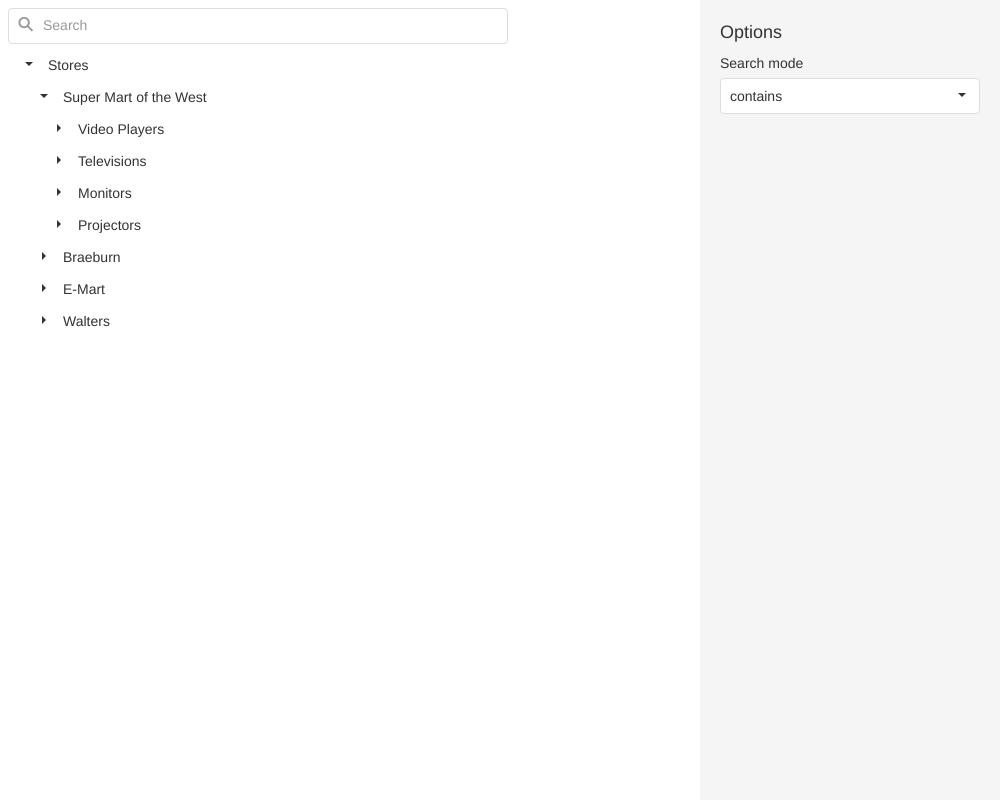 Search
Stores
Super Mart of the West
Video Players
Televisions
Monitors
Projectors
Braeburn
E-Mart
Walters
Options
Search mode
contains